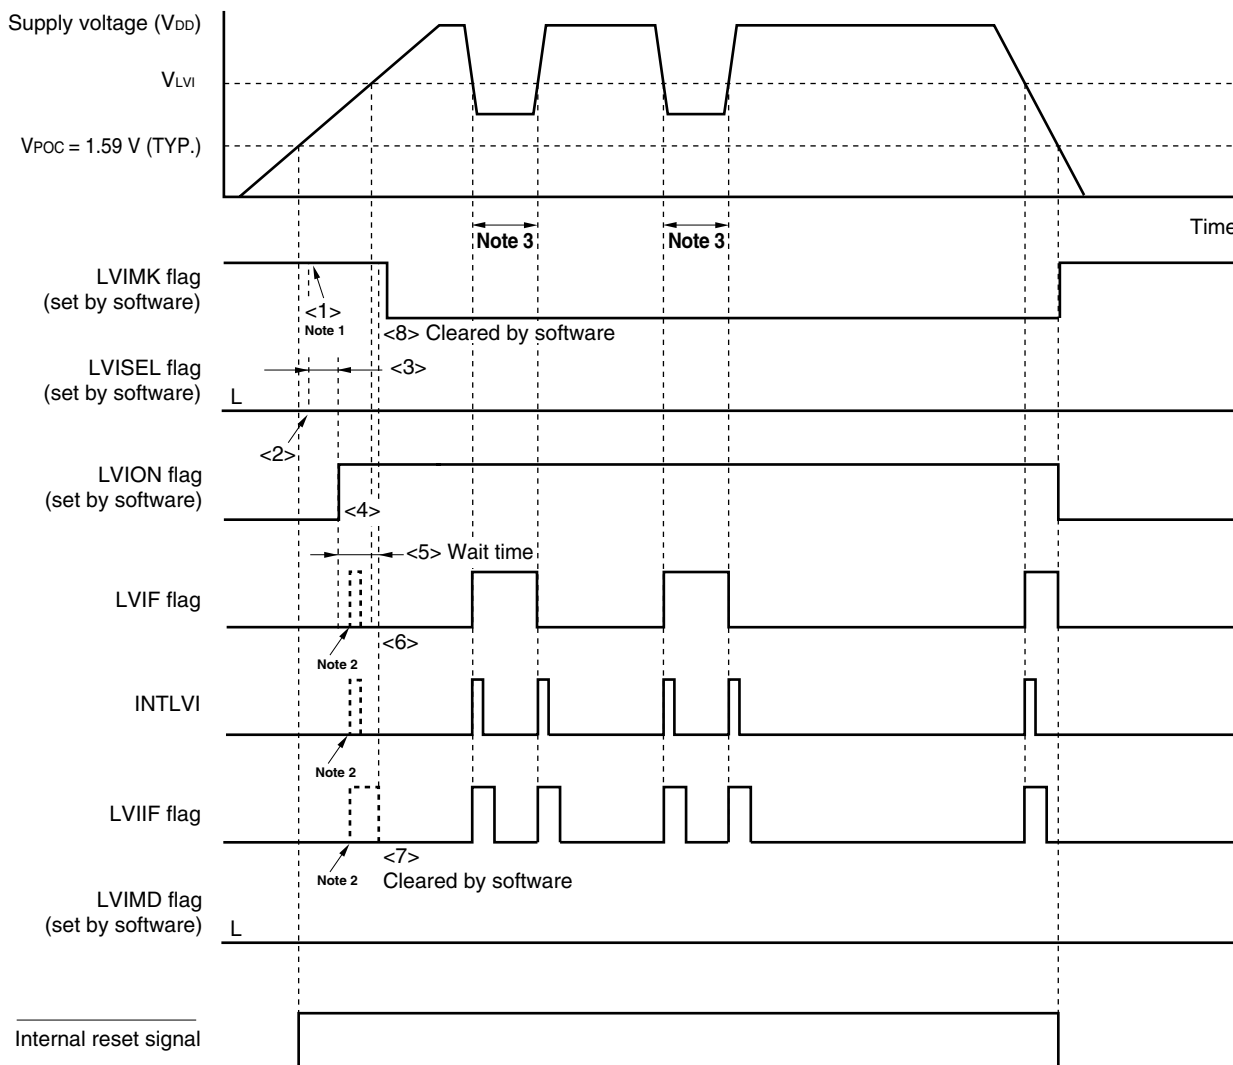 Supply voltage (VDD)
VLVI
VPOC = 1.59 V (TYP.)
Time
Note 3
Note 3
LVIMK flag
(set by software)
<1>
Note 1
<8> Cleared by software
LVISEL flag
(set by software)
L
<3>
<2>
LVION flag
(set by software)
<4>
<5> Wait time
LVIF flag
<6>
Note 2
INTLVI
Note 2
LVIIF flag
<7>
Cleared by software
Note 2
LVIMD flag
(set by software)
L
Internal reset signal